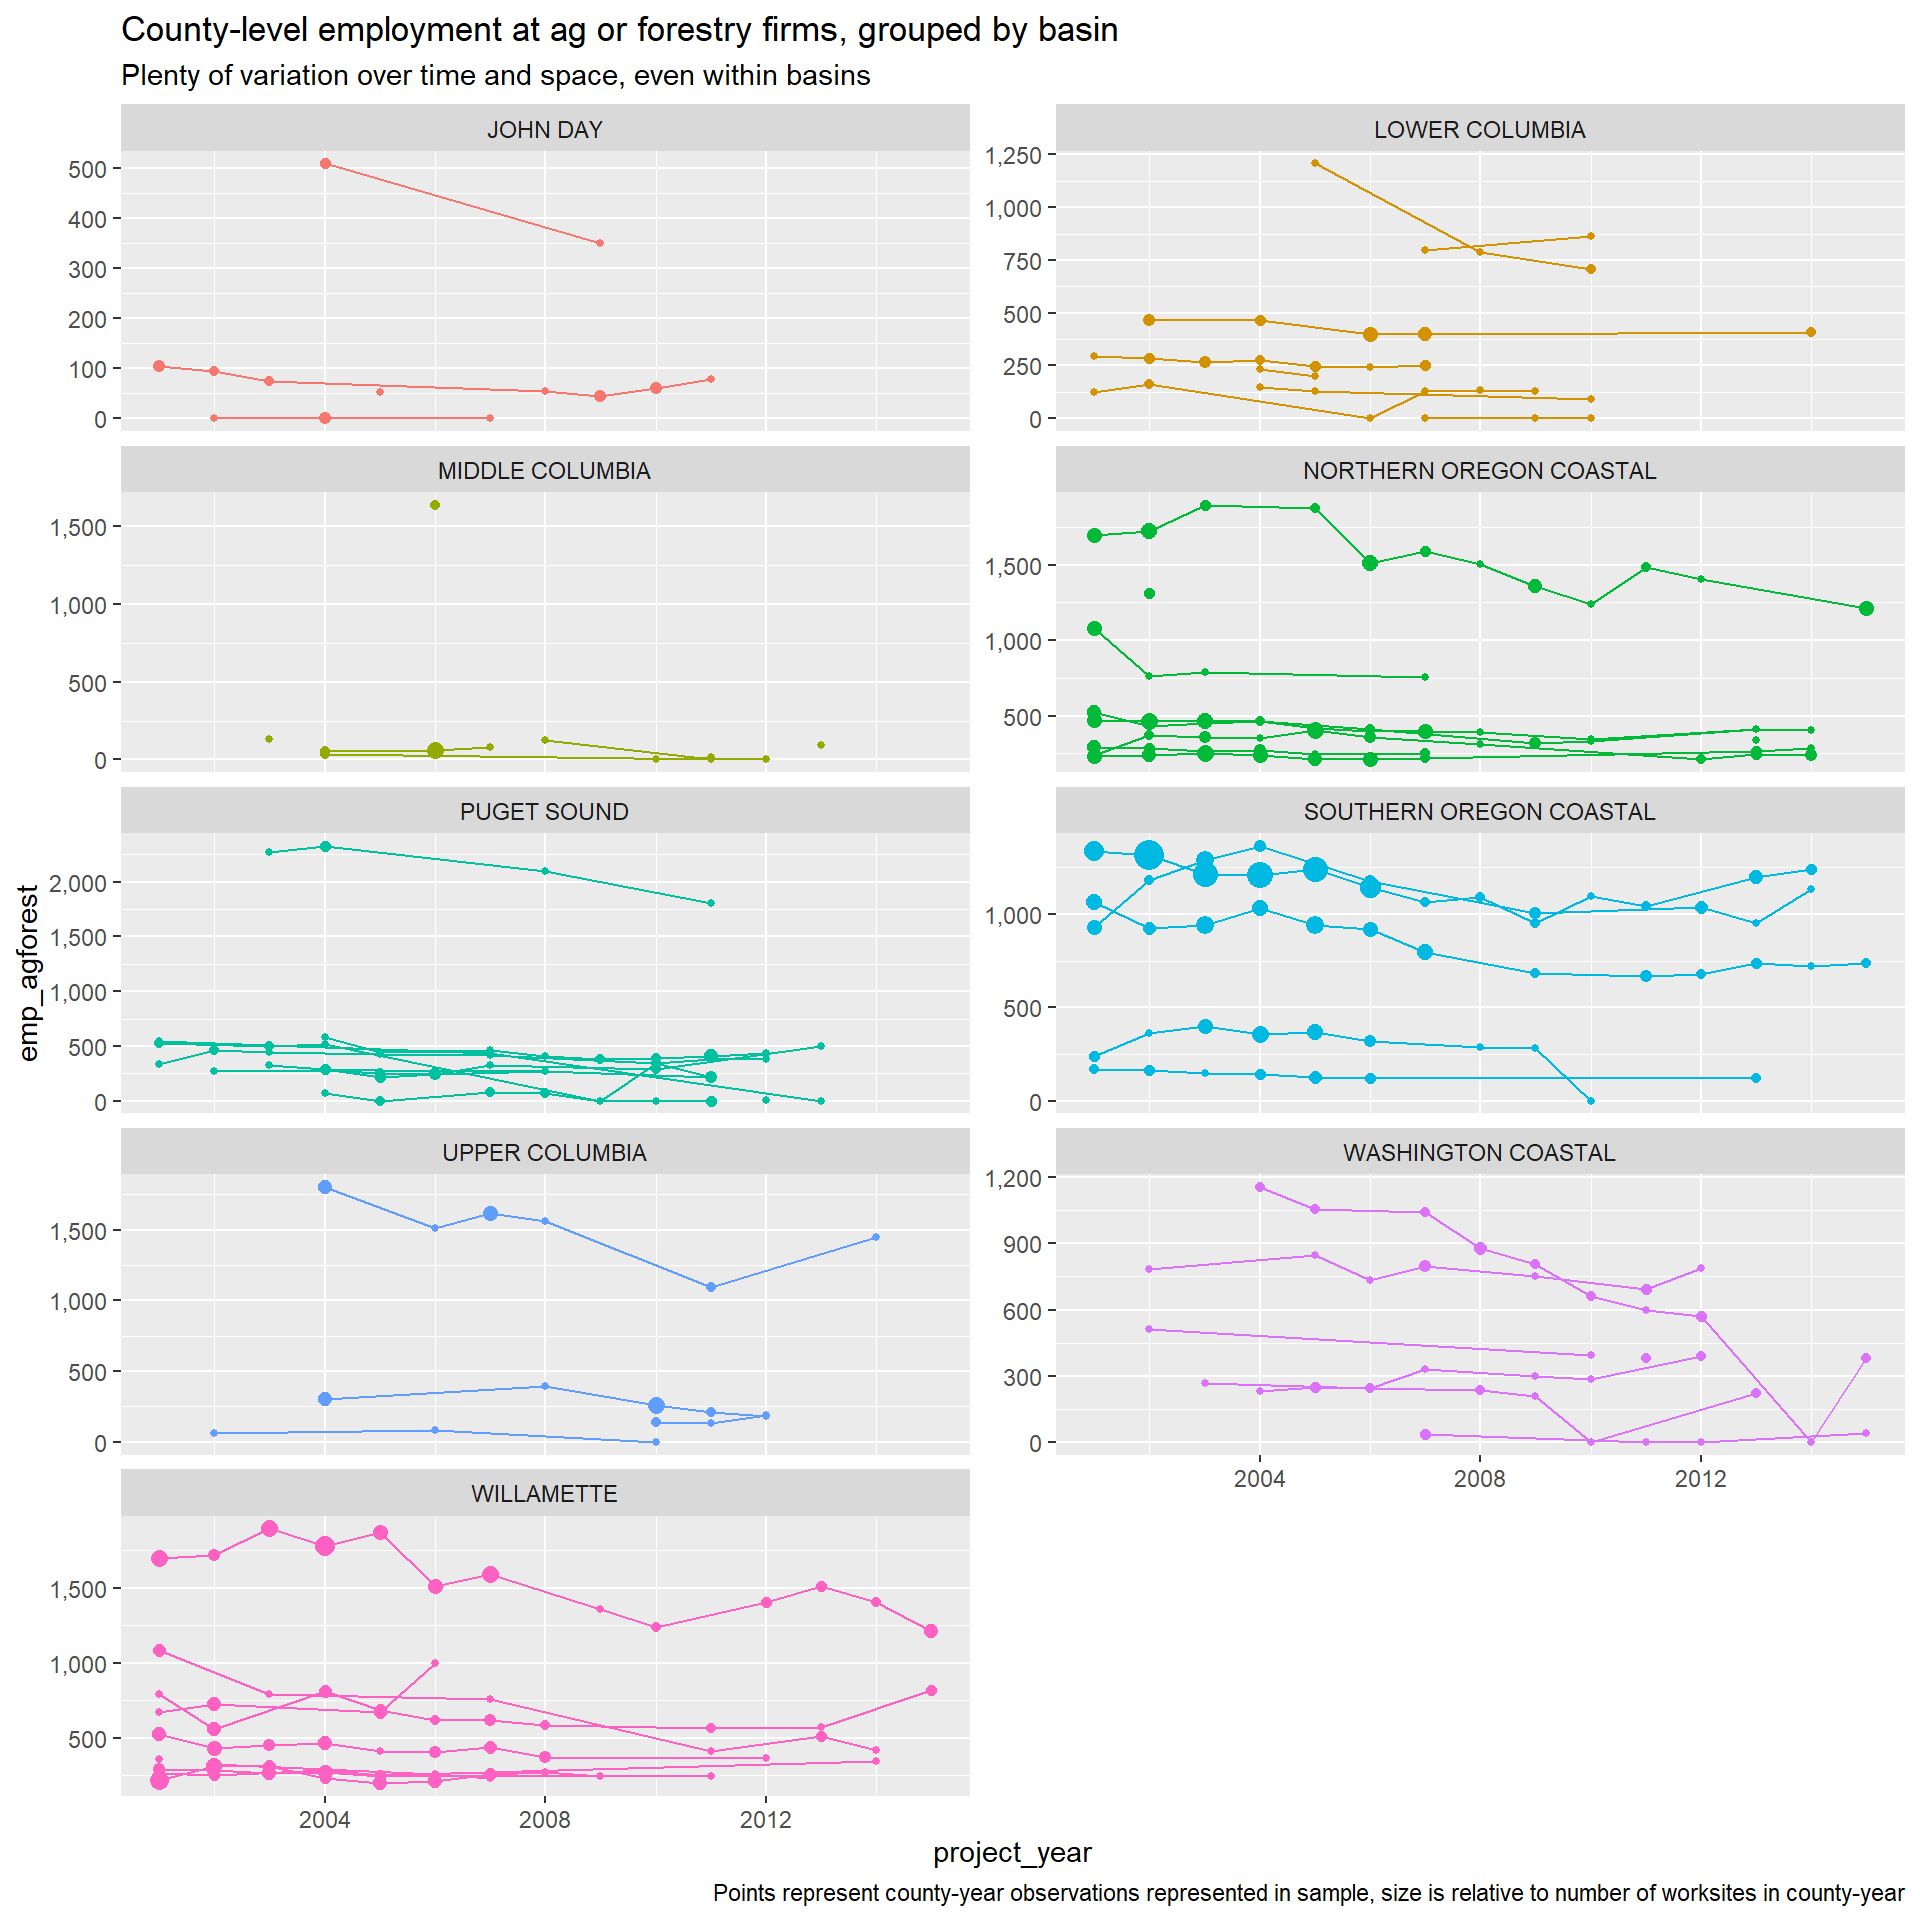 County-level employment at ag or forestry firms, grouped by basin
Plenty of variation over time and space, even within basins
JOHN DAY
500
400
300
200
100
0
LOWER COLUMBIA
1,250
1,000
750
500
250
0
MIDDLE COLUMBIA
1,500
1,000
500
0
NORTHERN OREGON COASTAL
1,500
1,000
500
PUGET SOUND
2,000
1,500
1,000
500
0
SOUTHERN OREGON COASTAL
1,000
500
0
UPPER COLUMBIA
1,500
1,000
500
0
WASHINGTON COASTAL
1,200
900
600
300
0
2004 2008 2012
WILLAMETTE
1,500
1,000
500
2004 2008 2012
emp_agforest
project_year
Points represent county-year observations represented in sample, size is relative to number of worksites in county-year